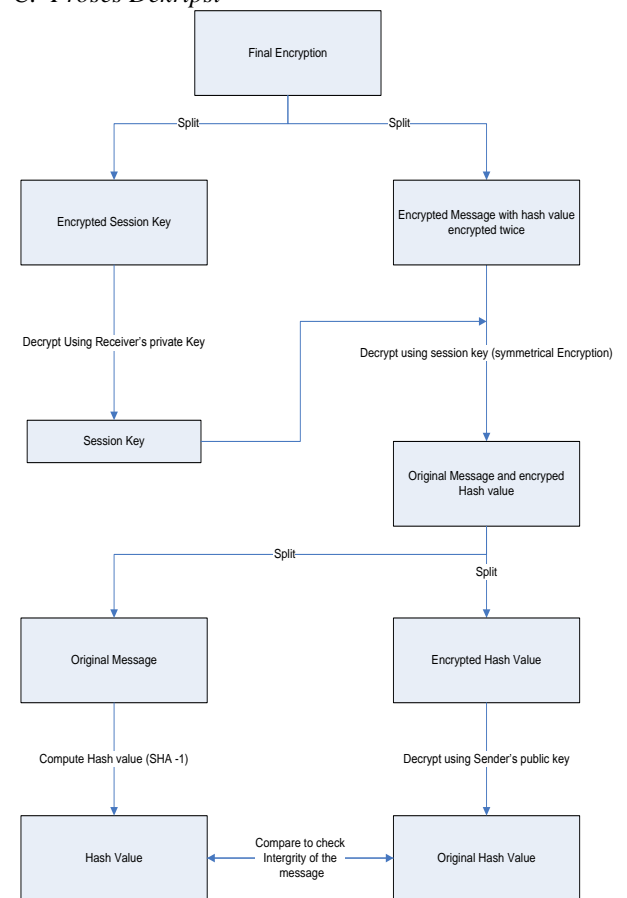 C. Proses Dekripsi
Final Encryption
Split
Split
Encrypted Session Key
Encrypted Message with hash value
encrypted twice
Decrypt Using Receiver's private Key
Decrypt using session key (symmetrical Encryption)
Session Key
Original Message and encryped
Hash value
Split
Split
Original Message
Encrypted Hash Value
Compute Hash value (SHA -1)
Decrypt using Sender's public key
Hash Value
Compare to check
Intergrity of the
message
Original Hash Value